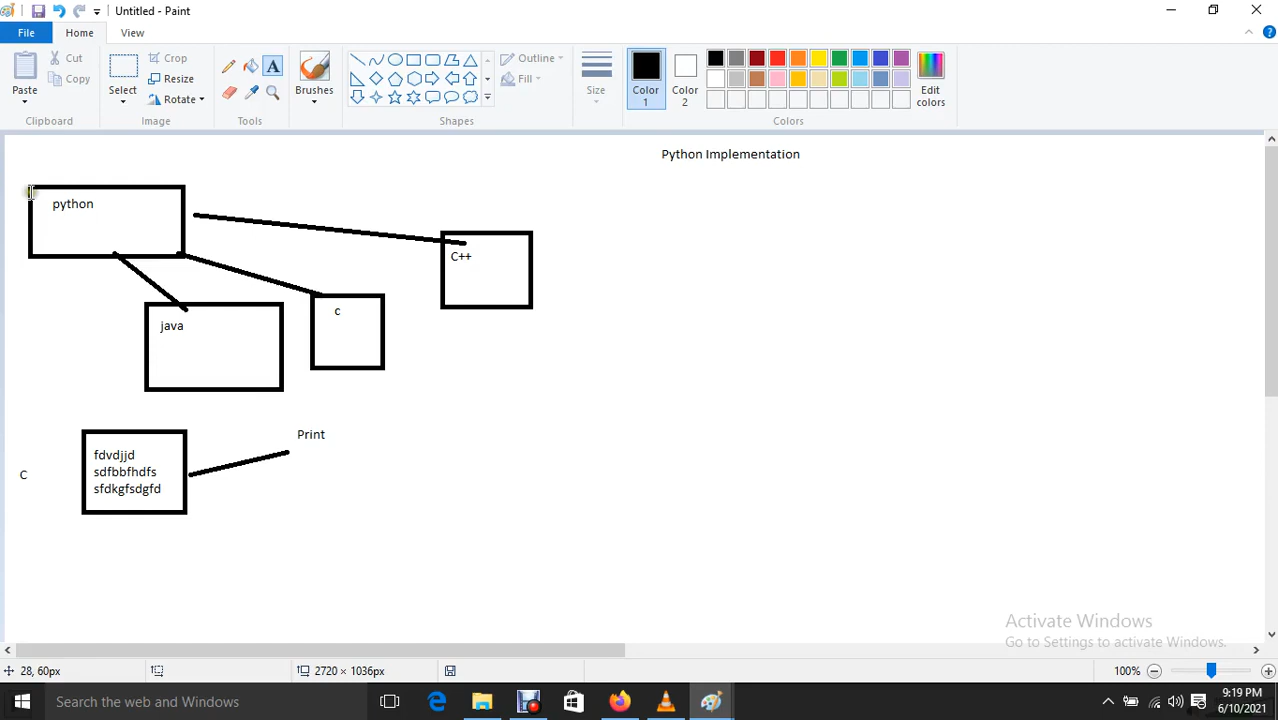 Untitled - Paint
File
Home
View
Paste
Cut
Copy
Clipboard
Select
Crop
Resize
Rotate
Image
A
Tools
Brushes
Shapes
Outline
Fill
Size
Color 1
Color 2
Edit colors
Colors
Python Implementation
python
C++
java
c
Print
C
fdvdjjd
sdfbbfhdfs
sfdkgfsdgfd
Activate Windows
Go to Settings to activate Windows.
28, 60px
2720 × 1036px
100%
Search the web and Windows
9:19 PM
6/10/2021